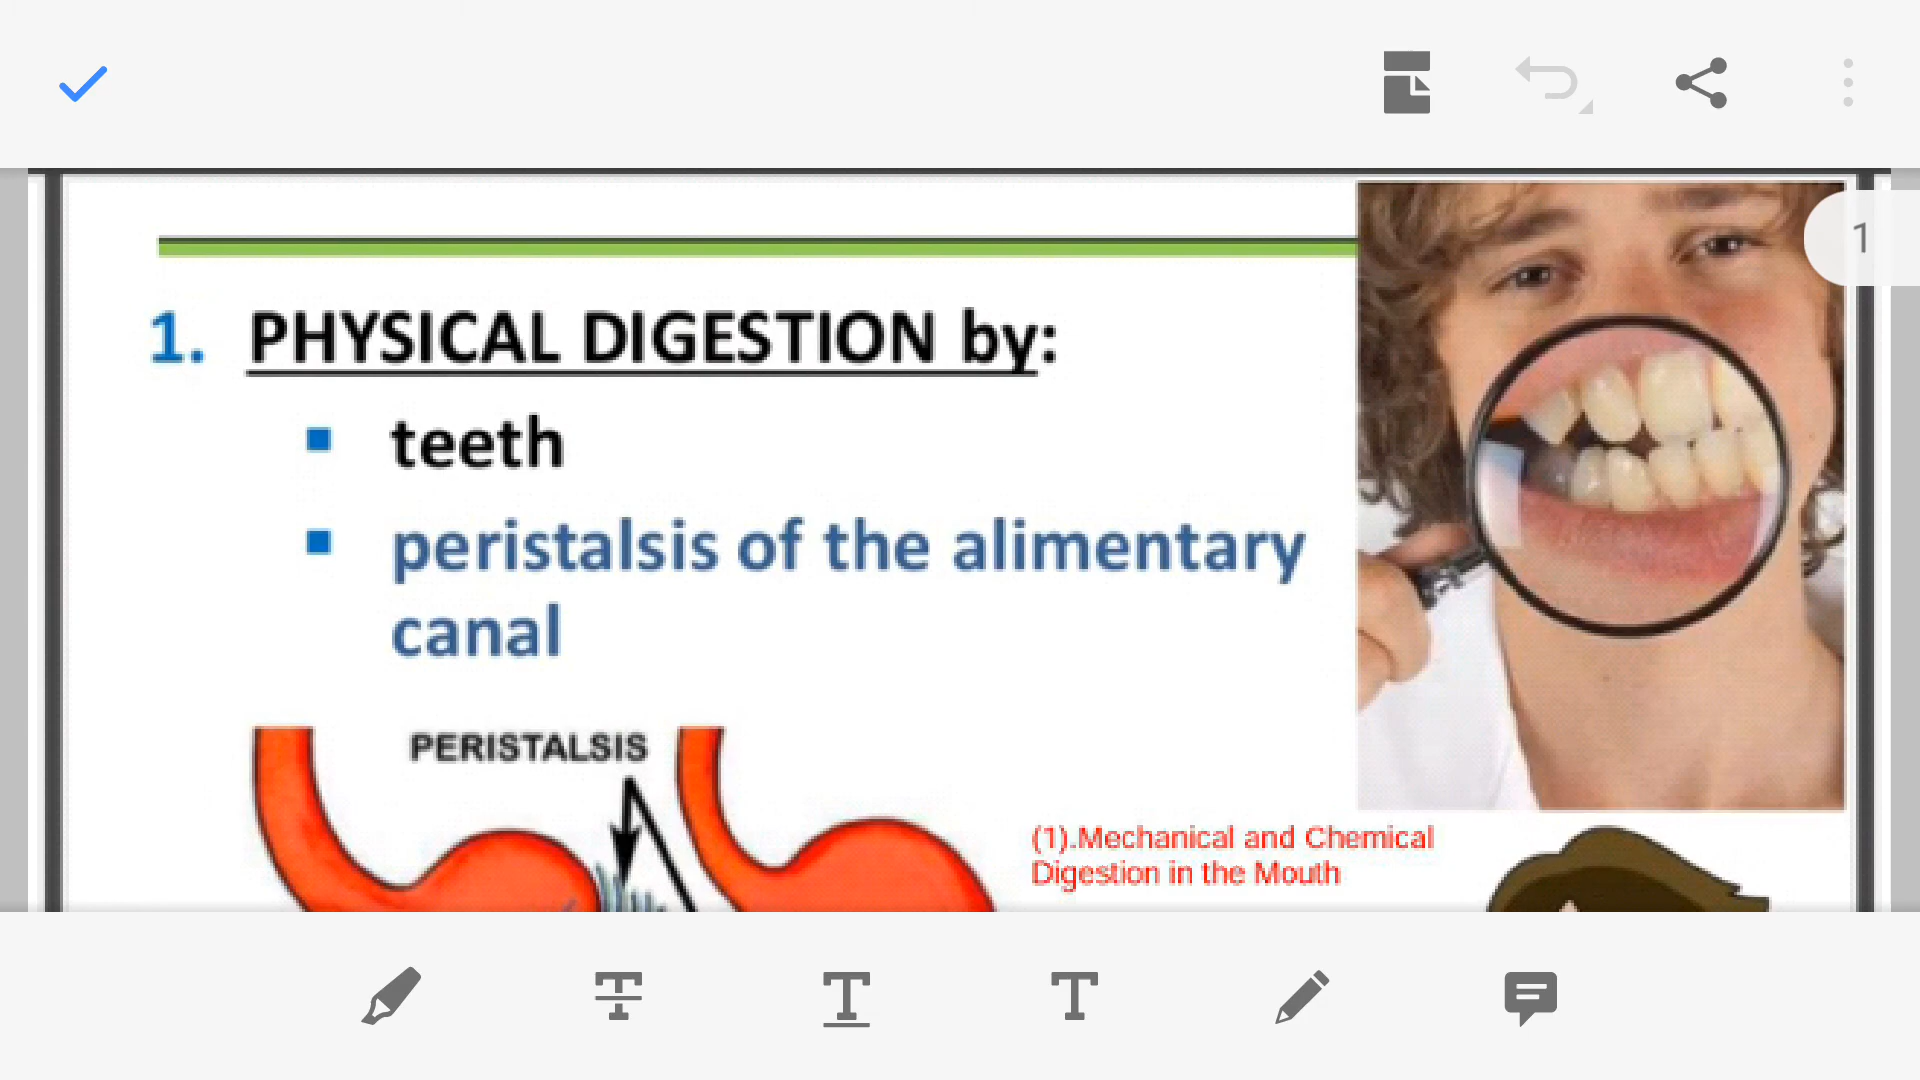 1
1. PHYSICAL DIGESTION by:
teeth
peristalsis of the alimentary
canal
PERISTALSIS
(1).Mechanical and Chemical
Digestion in the Mouth